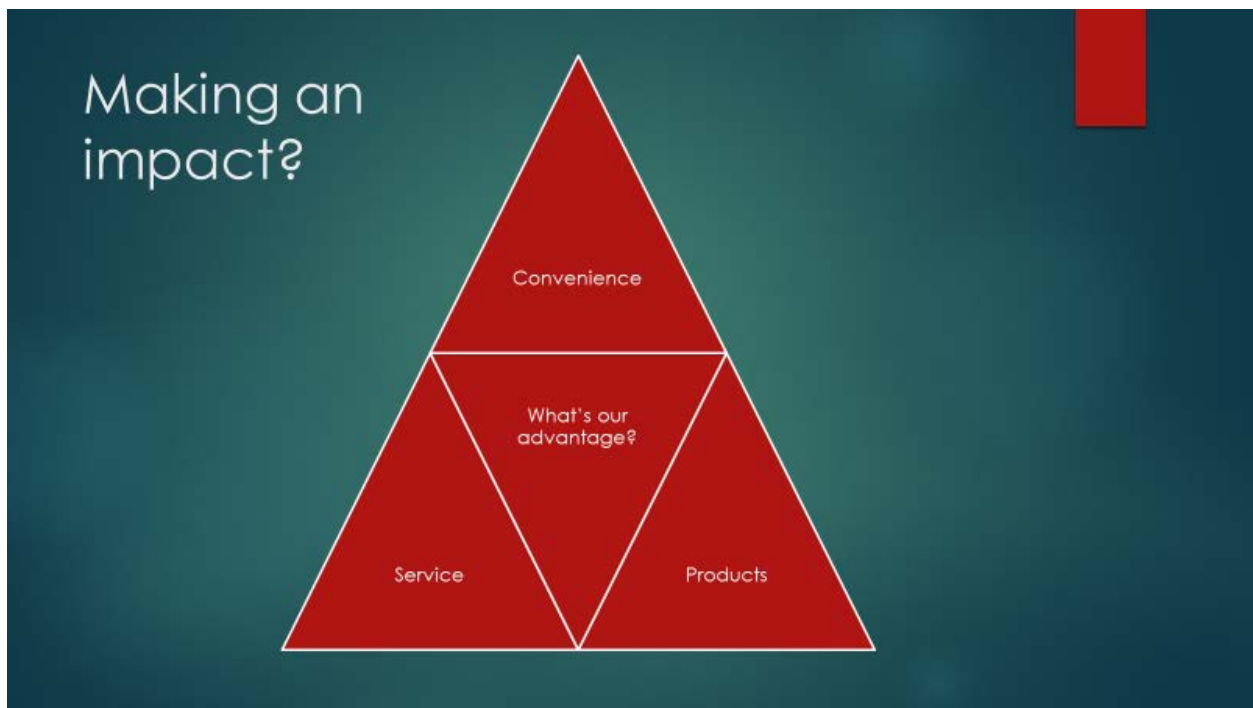 Making an
impact?
Convenience
What's our
advantage?
Service
Products